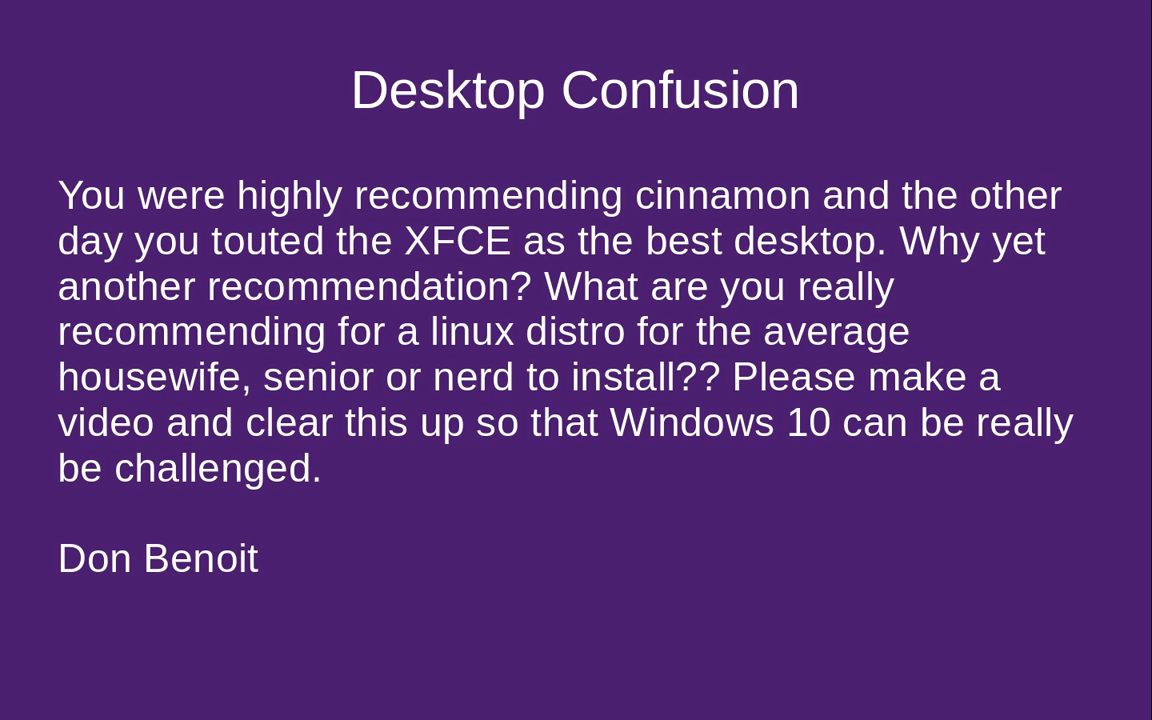 Desktop Confusion
You were highly recommending cinnamon and the other
day you touted the XFCE as the best desktop. Why yet
another recommendation? What are you really
recommending for a linux distro for the average
housewife, senior or nerd to install?? Please make a
video and clear this up so that Windows 10 can be really
be challenged.
Don Benoit